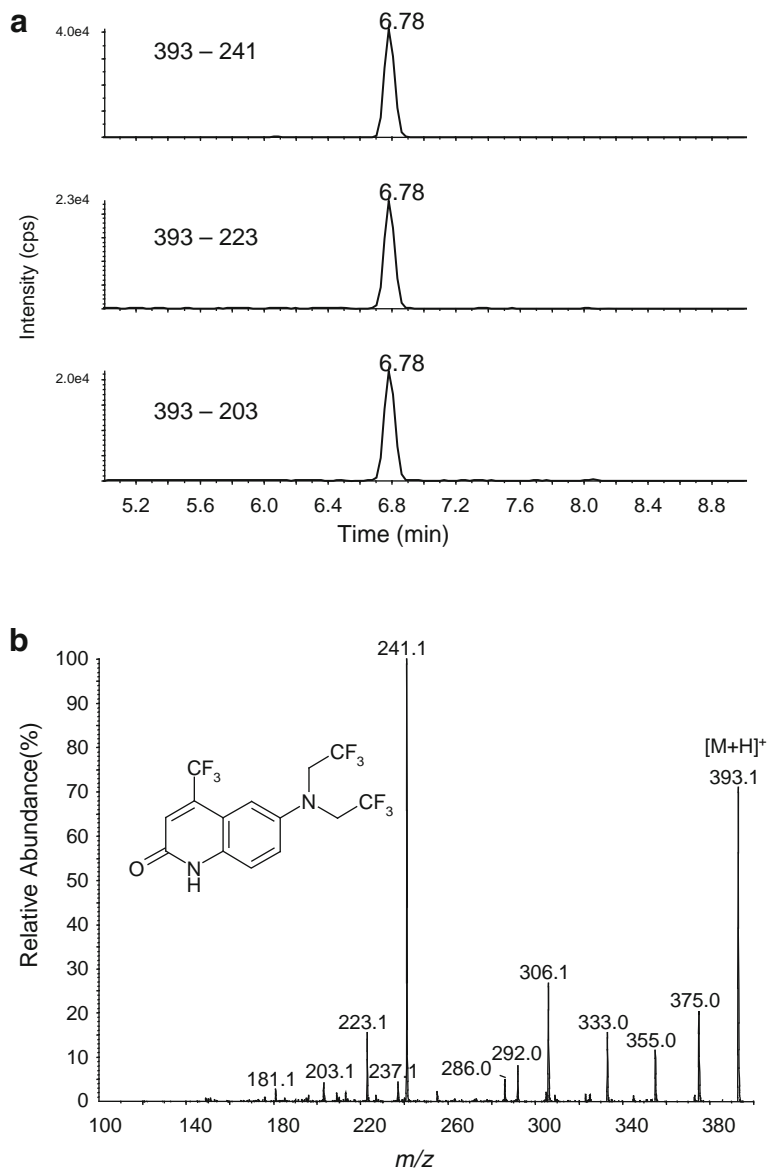 a
4.0e4
393 – 241
6.78
2.3e4
393 – 223
6.78
2.0e4
393 – 203
6.78
Intensity (cps)
5.2 5.6 6.0 6.4 6.8 7.2 7.6 8.0 8.4 8.8
Time (min)
b
Relative Abundance(%)
100
90
80
70
60
50
40
30
20
10
0
241.1
[M+H]+
393.1
CF3
CF3
N
CF3
O
N
H
306.1
375.0
223.1
333.0
355.0
292.0
286.0
237.1
203.1
181.1
100 140 180 220 260 300 340 380
m/z